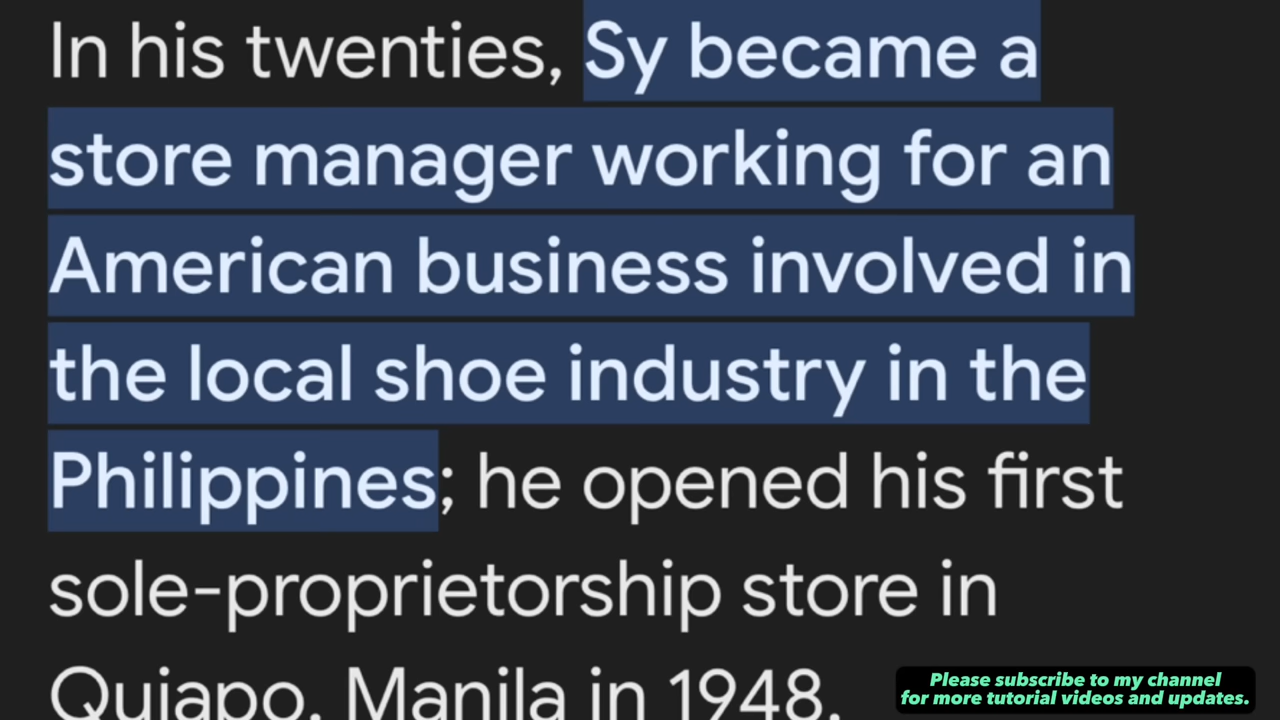 In his twenties, Sy became a
store manager working for an
American business involved in
the local shoe industry in the
Philippines; he opened his first
sole-proprietorship store in
Quiapo, Manila in 1948.
Please subscribe to my channel
for more tutorial videos and updates.